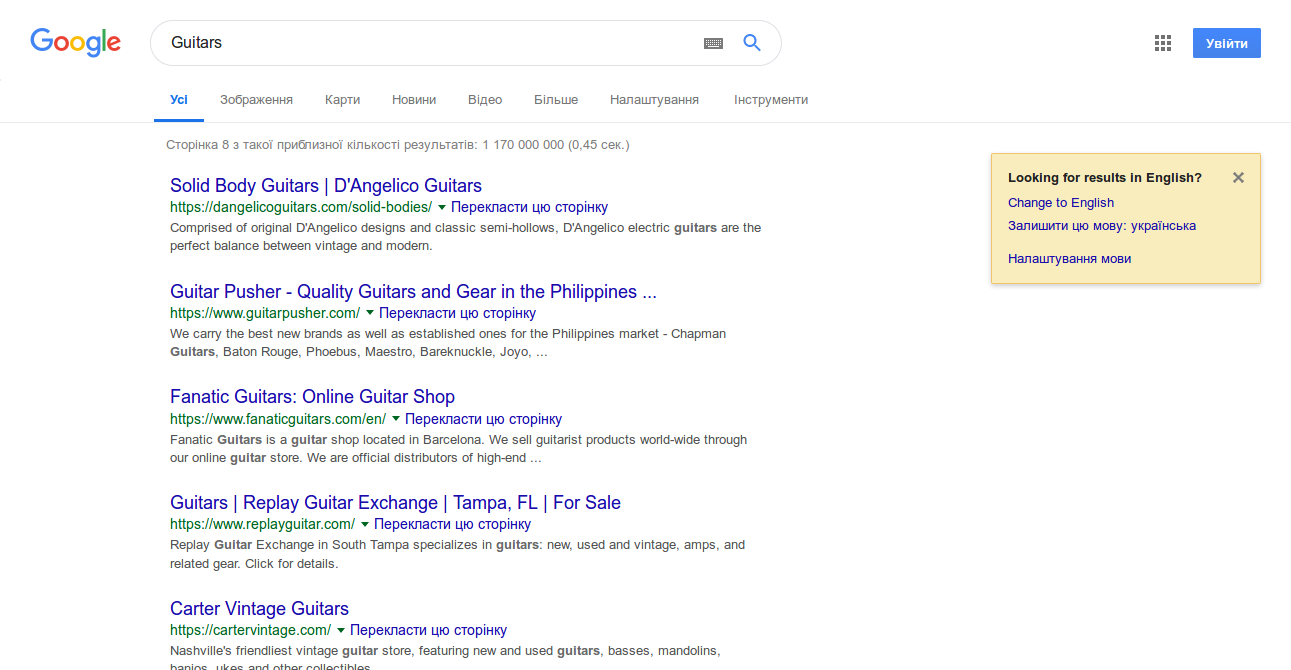 Google
Guitars
Увійти
Усі Зображення Карти Новини Відео Більше Налаштування Інструменти
Сторінка 8 з такої приблизної кількості результатів: 1 170 000 000 (0,45 сек.)
Looking for results in English?
Change to English
Залишити цю мову: українська
Налаштування мови
Solid Body Guitars | D'Angelico Guitars
https://dangelicoguitars.com/solid-bodies/ Перекласти цю сторінку
Comprised of original D'Angelico designs and classic semi-hollows, D'Angelico electric guitars are the
perfect balance between vintage and modern.
Guitar Pusher - Quality Guitars and Gear in the Philippines ...
https://www.guitarpusher.com/ Перекласти цю сторінку
We carry the best new brands as well as established ones for the Philippines market - Chapman
Guitars, Baton Rouge, Phoebus, Maestro, Bareknuckle, Joyo, ...
Fanatic Guitars: Online Guitar Shop
https://www.fanaticguitars.com/en/ Перекласти цю сторінку
Fanatic Guitars is a guitar shop located in Barcelona. We sell guitarist products world-wide through
our online guitar store. We are official distributors of high-end ...
Guitars | Replay Guitar Exchange | Tampa, FL | For Sale
https://www.replayguitar.com/ Перекласти цю сторінку
Replay Guitar Exchange in South Tampa specializes in guitars: new, used and vintage, amps, and
related gear. Click for details.
Carter Vintage Guitars
https://cartervintage.com/ Перекласти цю сторінку
Nashville's friendliest vintage guitar store, featuring new and used guitars, basses, mandolins,
banjos, ukes and other collectibles.